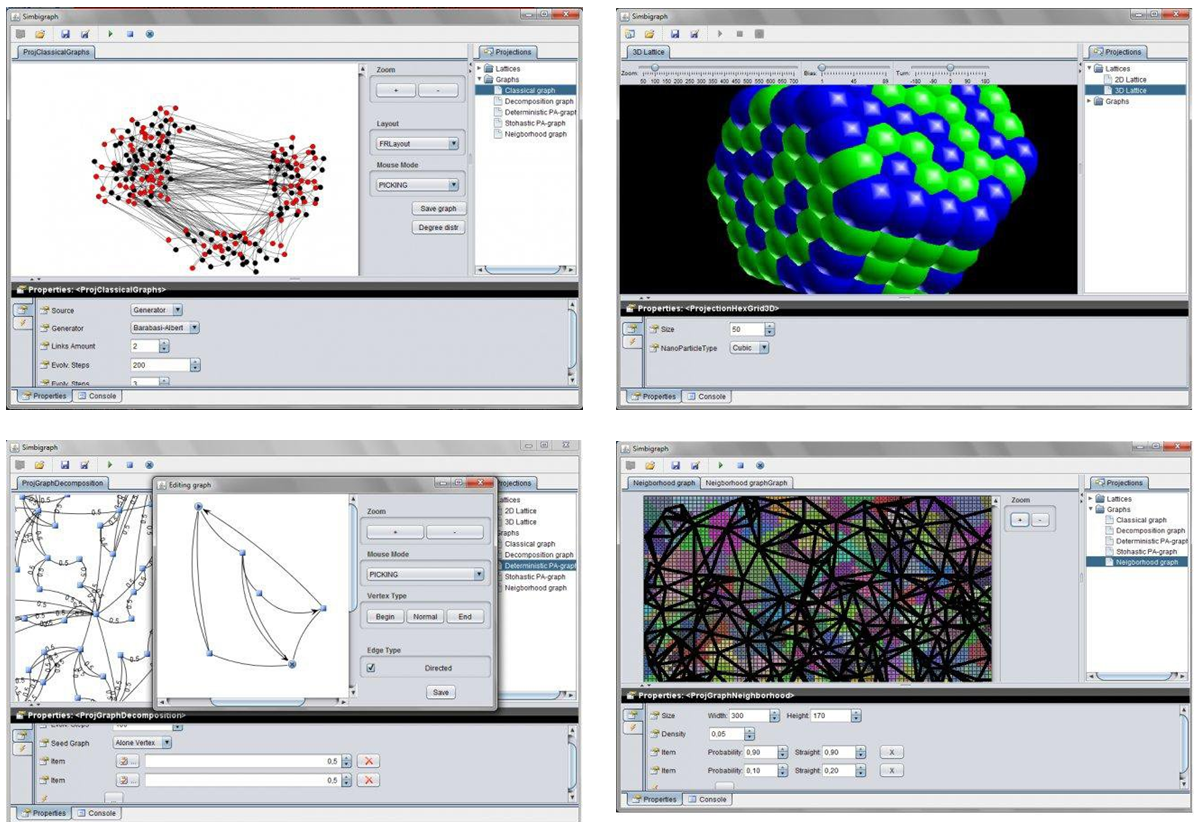 Simbigraph
ProjClassicalGraphs
Zoom
+ -
Layout
FRLayout
Mouse Mode
PICKING
Save graph
Degree distr
Projections
Lattices
Graphs
Classical graph
Decomposition graph
Deterministic PA-grapt
Stohastic PA-graph
Neigborhood graph
Properties: <ProjClassicalGraphs>
Source Generator
Generator Barabasi-Albert
Links Amount 2
Evolv. Steps 200
Evolv. Steps 3
Properties Console
Simbigraph
3D Lattice
Zoom: 50 100 150 200 250 300 350 400 450 500 550 600 650 700
Bias: 1 45 89
Turn: -180 -90 0 90 180
Projections
Lattices
2D Lattice
3D Lattice
Graphs
Properties: <ProjectionHexGrid3D>
Size 50
NanoParticleType Cubic
Properties Console
Simbigraph
ProjGraphDecomposition
Editing graph
Zoom
+ -
Mouse Mode
PICKING
Vertex Type
Begin Normal End
Edge Type
Directed
Save
rojections
attices
2D Lattice
3D Lattice
raphs
Classical graph
Decomposition graph
Deterministic PA-grapt
Stohastic PA-graph
Neigborhood graph
Properties: <ProjGraphDecomposition>
Seed Graph Alone Vertex
Item ... 0,5
Item ... 0,5
Properties Console
Simbigraph
Neigborhood graph Neigborhood graphGraph
Zoom
+ -
Projections
Lattices
Graphs
Classical graph
Decomposition graph
Deterministic PA-grapt
Stohastic PA-graph
Neigborhood graph
Properties: <ProjGraphNeighborhood>
Size Width: 300 Height: 170
Density 0,05
Item Probability: 0,90 Straight: 0,90 X
Item Probability: 0,10 Straight: 0,20 X
Properties Console